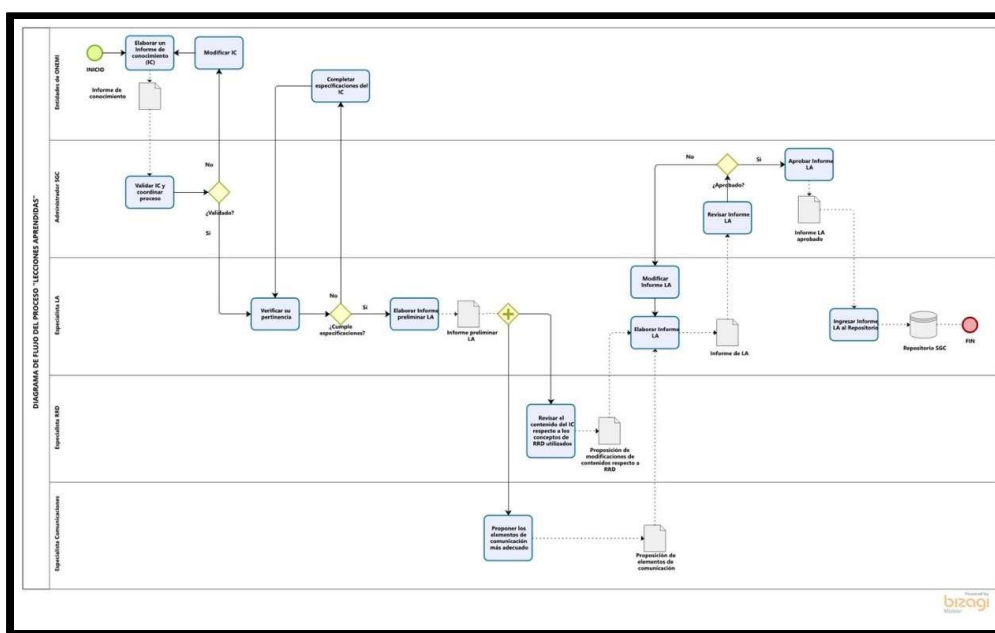 DIAGRAMA DE FLUJO DEL PROCESO "LECCIONES APRENDIDAS"
Entidades de ONEMI
INICIO
Elaborar un
Informe de
conocimiento
(IC)
Modificar IC
Informe de
conocimiento
Completar
especificaciones del
IC
Administrador SGC
Validar IC y
coordinar
proceso
No
¿Validado?
Si
No
¿Aprobado?
Si
Aprobar Informe
LA
Revisar Informe
LA
Informe LA
aprobado
Especialista LA
Verificar su
pertinencia
No
¿Cumple
especificaciones?
Si
Elaborar Informe
preliminar LA
Informe preliminar
LA
Modificar
Informe LA
Elaborar Informe
LA
Informe de LA
Ingresar Informe
LA al Repositorio
Repositorio SGC
FIN
Especialista RRD
Revisar el
contenido del IC
respecto a los
conceptos de
RRD utilizados
Proposición de
modificaciones de
contenidos respecto a
RRD
Especialista Comunicaciones
Proponer los
elementos de
comunicación
más adecuado
Proposición de
elementos de
comunicación
Powered by
bizagi
Modeler